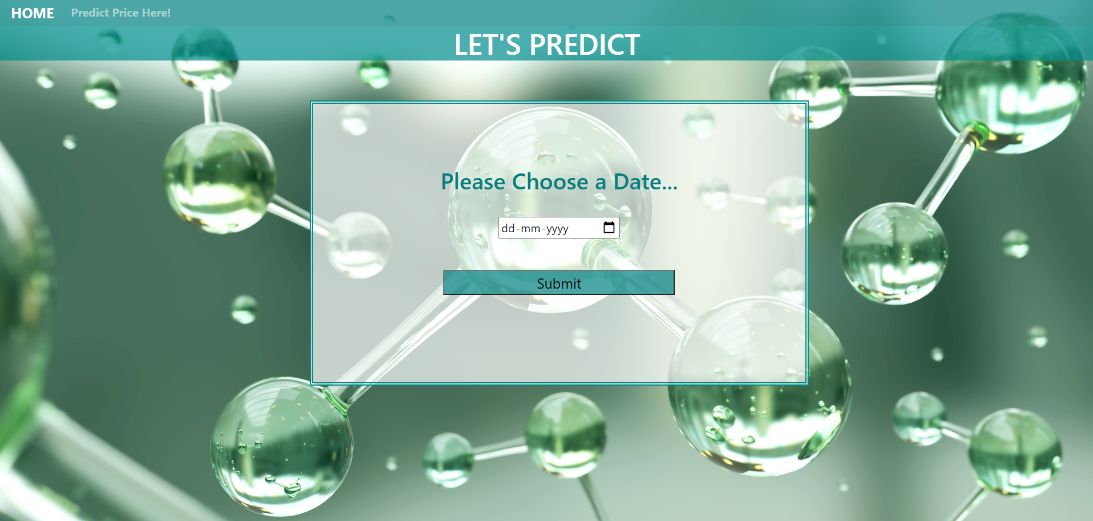 HOME Predict Price Here!
LET'S PREDICT
Please Choose a Date...
dd-mm-yyyy
Submit